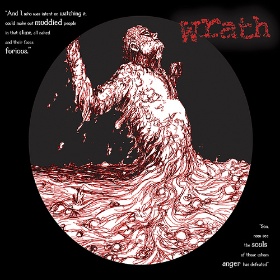 wrath
"And I, who was intent on watching it,
could make out muddied people
in that slime, all naked
and their faces
furious."
"Son,
now see
the souls
of those whom
anger has defeated"